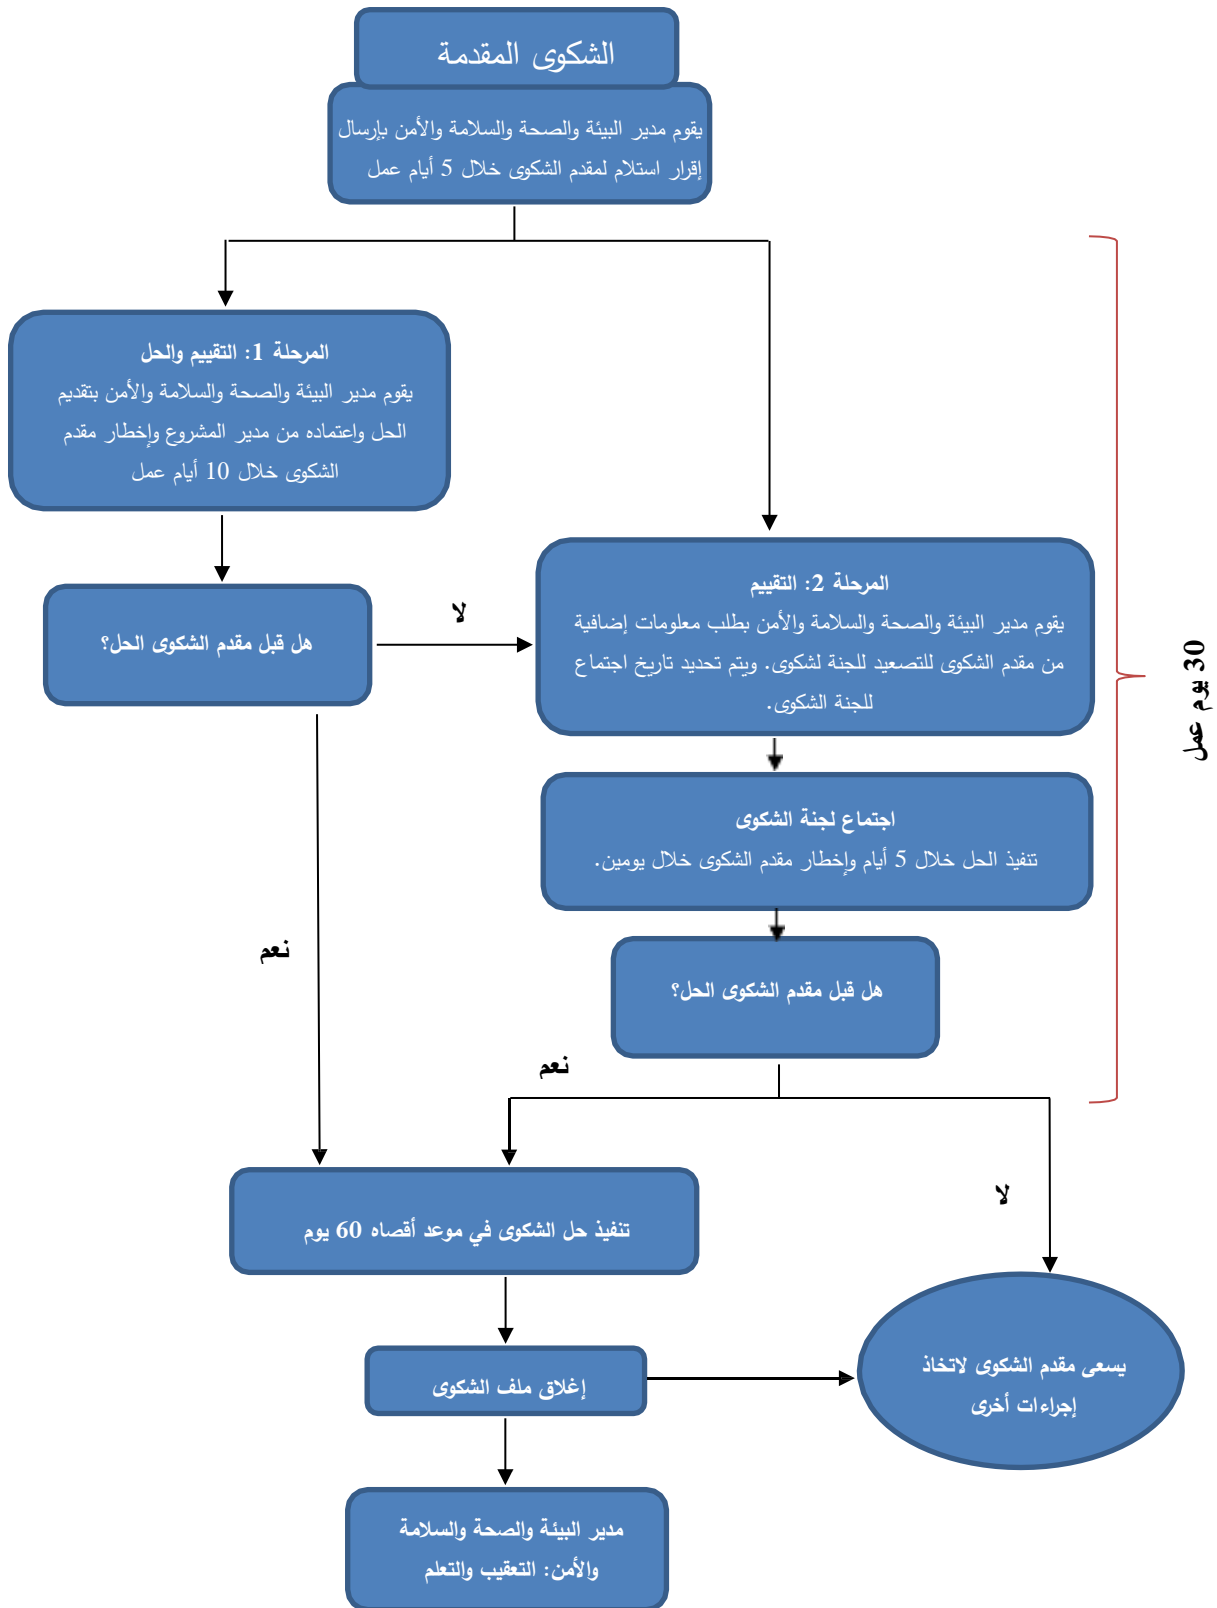 الشكوى المقدمة
يقوم مدير البيئة والصحة والسلامة والأمن بإرسال
إقرار استلام لمقدم الشكوى خلال 5 أيام عمل
المرحلة 1: التقييم والحل
يقوم مدير البيئة والصحة والسلامة والأمن بتقديم
الحل واعتماده من مدير المشروع وإخطار مقدم
الشكوى خلال 10 أيام عمل
هل قبل مقدم الشكوى الحل؟
لا
المرحلة 2: التقييم
يقوم مدير البيئة والصحة والسلامة والأمن بطلب معلومات إضافية
من مقدم الشكوى للتصعيد للجنة لشكوى. ويتم تحديد تاريخ اجتماع
للجنة الشكوى.
30 يوم عمل
اجتماع لجنة الشكوى
تنفيذ الحل خلال 5 أيام وإخطار مقدم الشكوى خلال يومين.
نعم
هل قبل مقدم الشكوى الحل؟
نعم
لا
تنفيذ حل الشكوى في موعد أقصاه 60 يوم
إغلاق ملف الشكوى
يسعى مقدم الشكوى لاتخاذ
إجراءات أخرى
مدير البيئة والصحة والسلامة
والأمن: التعقيب والتعلم